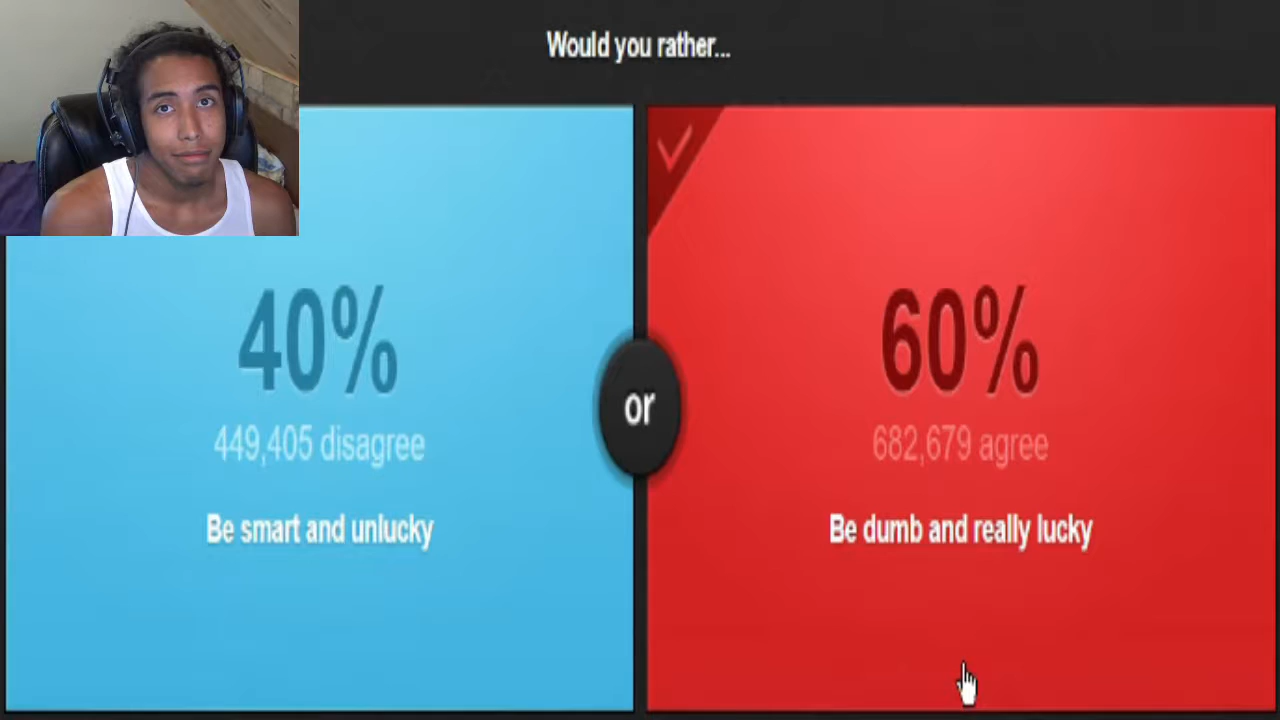 Would you rather...
40%
449,405 disagree
Be smart and unlucky
or
60%
682,679 agree
Be dumb and really lucky